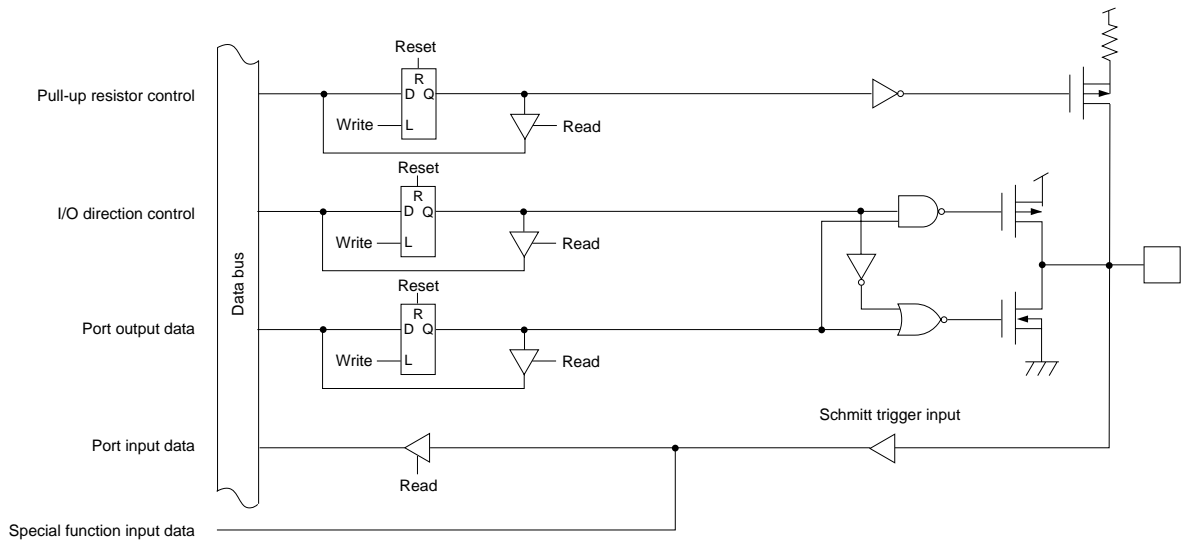 Reset
Pull-up resistor control
R
D Q
Write
L
Read
Reset
I/O direction control
R
D Q
Write
L
Read
Data bus
Reset
Port output data
R
D Q
Write
L
Read
Schmitt trigger input
Port input data
Read
Special function input data